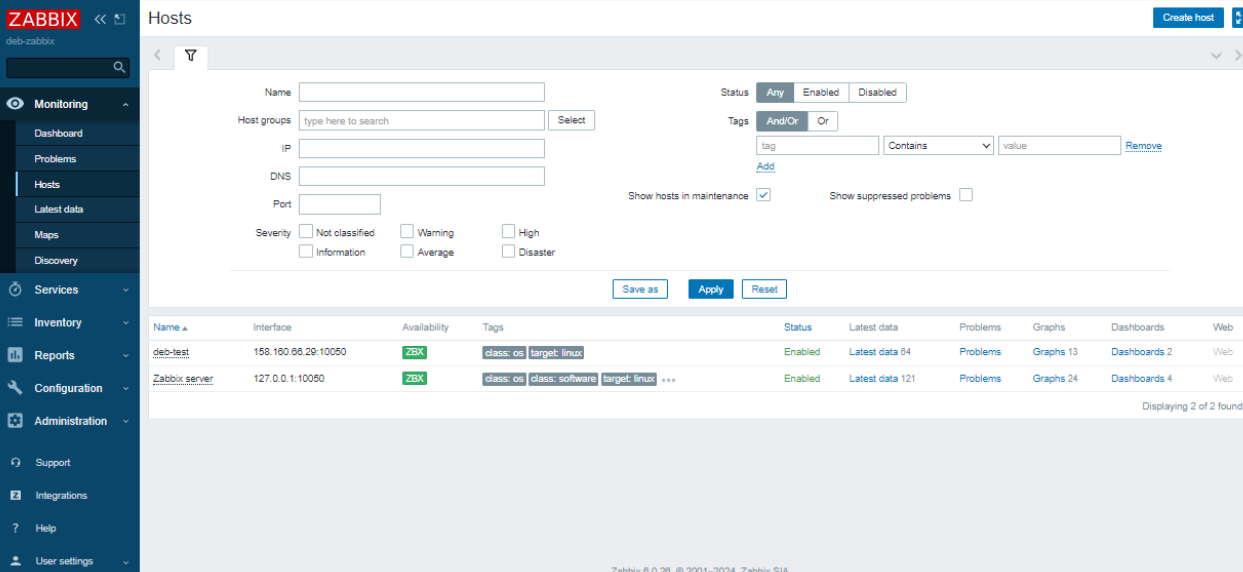 ZABBIX
deb-zabbix
Monitoring
Dashboard
Problems
Hosts
Latest data
Maps
Discovery
Services
Inventory
Reports
Configuration
Administration
Support
Integrations
Help
User settings
Hosts
Create host
Name
Host groups type here to search Select
IP
DNS
Port
Severity Not classified Warning High
Information Average Disaster
Status Any Enabled Disabled
Tags And/Or Or
tag Contains value Remove
Add
Show hosts in maintenance Show suppressed problems
Save as Apply Reset
Name Interface Availability Tags Status Latest data Problems Graphs Dashboards Web
deb-test 158.160.66.29:10050 ZBX class: os target: linux Enabled Latest data 64 Problems Graphs 13 Dashboards 2 Web
Zabbix server 127.0.0.1:10050 ZBX class: os class: software target: linux ••• Enabled Latest data 121 Problems Graphs 24 Dashboards 4 Web
Displaying 2 of 2 found
Zabbix 6.0.26. © 2001–2024, Zabbix SIA